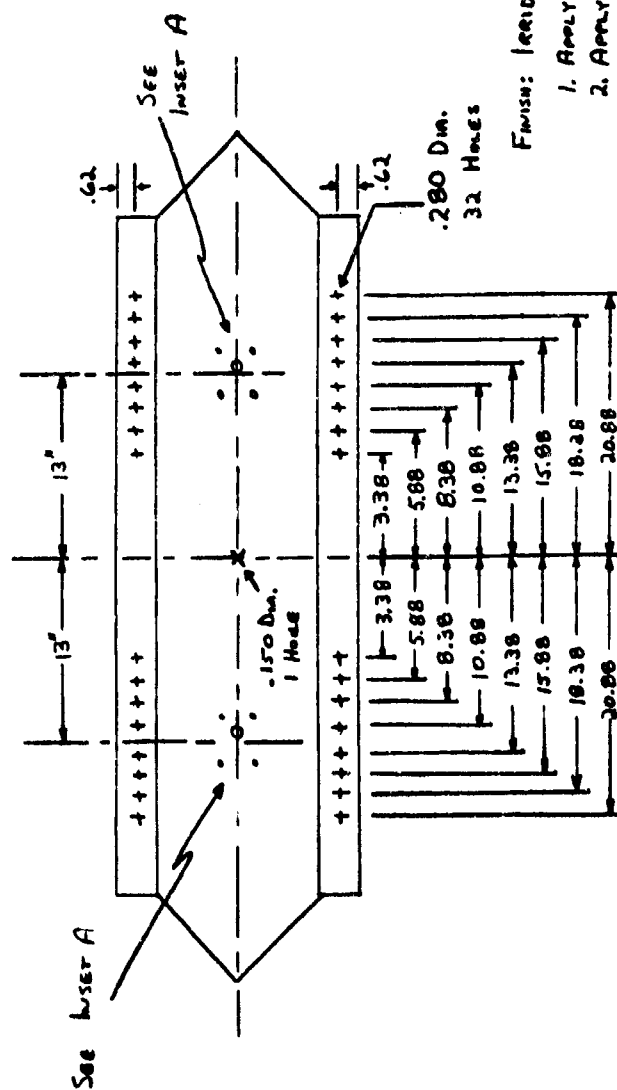 SEE
INSET A
.62
13"
13"
.150 DIA.
1 HOLE
.280 DIA.
32 HOLES
.62
SEE INSET A
3.38
3.38
5.88
5.88
8.38
8.38
10.88
10.88
13.38
13.38
15.88
15.88
18.38
18.28
20.88
20.88
FINISH: IRRID
1. APPLY
2. APPLY